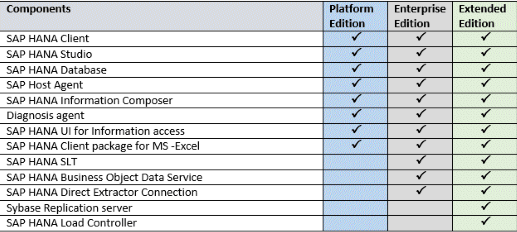 Components Platform Edition Enterprise Edition Extended Edition
SAP HANA Client ✓ ✓ ✓
SAP HANA Studio ✓ ✓ ✓
SAP HANA Database ✓ ✓ ✓
SAP Host Agent ✓ ✓ ✓
SAP HANA Information Composer ✓ ✓ ✓
Diagnosis agent ✓ ✓ ✓
SAP HANA UI for Information access ✓ ✓ ✓
SAP HANA Client package for MS -Excel ✓ ✓ ✓
SAP HANA SLT ✓ ✓
SAP HANA Business Object Data Service ✓ ✓
SAP HANA Direct Extractor Connection ✓ ✓
Sybase Replication server ✓
SAP HANA Load Controller ✓